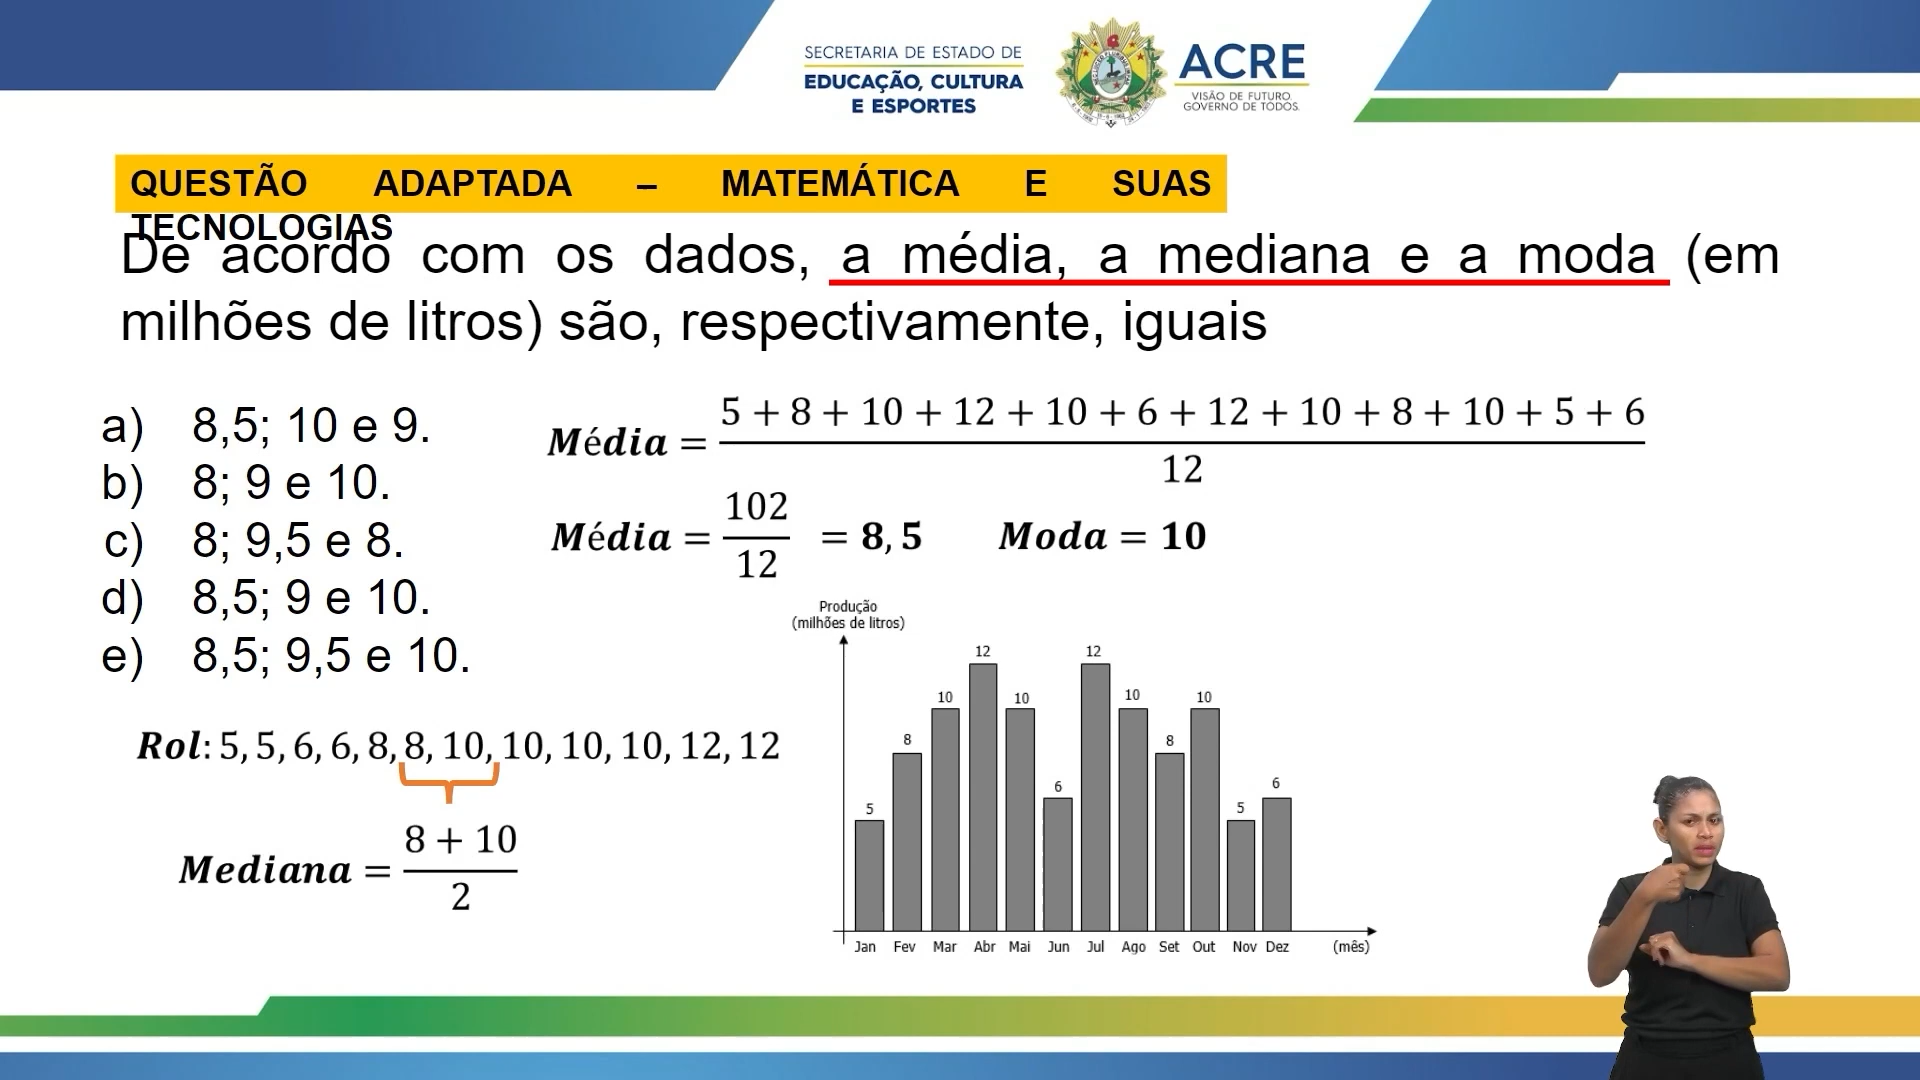 SECRETARIA DE ESTADO DE
EDUCAÇÃO, CULTURA
E ESPORTES
ACRE
VISÃO DE FUTURO.
GOVERNO DE TODOS.
QUESTÃO ADAPTADA – MATEMÁTICA E SUAS
TECNOLOGIAS
De acordo com os dados, a média, a mediana e a moda (em
milhões de litros) são, respectivamente, iguais
a) 8,5; 10 e 9.
b) 8; 9 e 10.
c) 8; 9,5 e 8.
d) 8,5; 9 e 10.
e) 8,5; 9,5 e 10.
Média = (5 + 8 + 10 + 12 + 10 + 6 + 12 + 10 + 8 + 10 + 5 + 6) / 12
Média = 102 / 12 = 8,5 Moda = 10
Rol: 5, 5, 6, 6, 8, 8, 10, 10, 10, 10, 12, 12
Mediana = (8 + 10) / 2
Produção
(milhões de litros)
5 8 10 12 10 6 12 10 8 10 5 6
Jan Fev Mar Abr Mai Jun Jul Ago Set Out Nov Dez (mês)